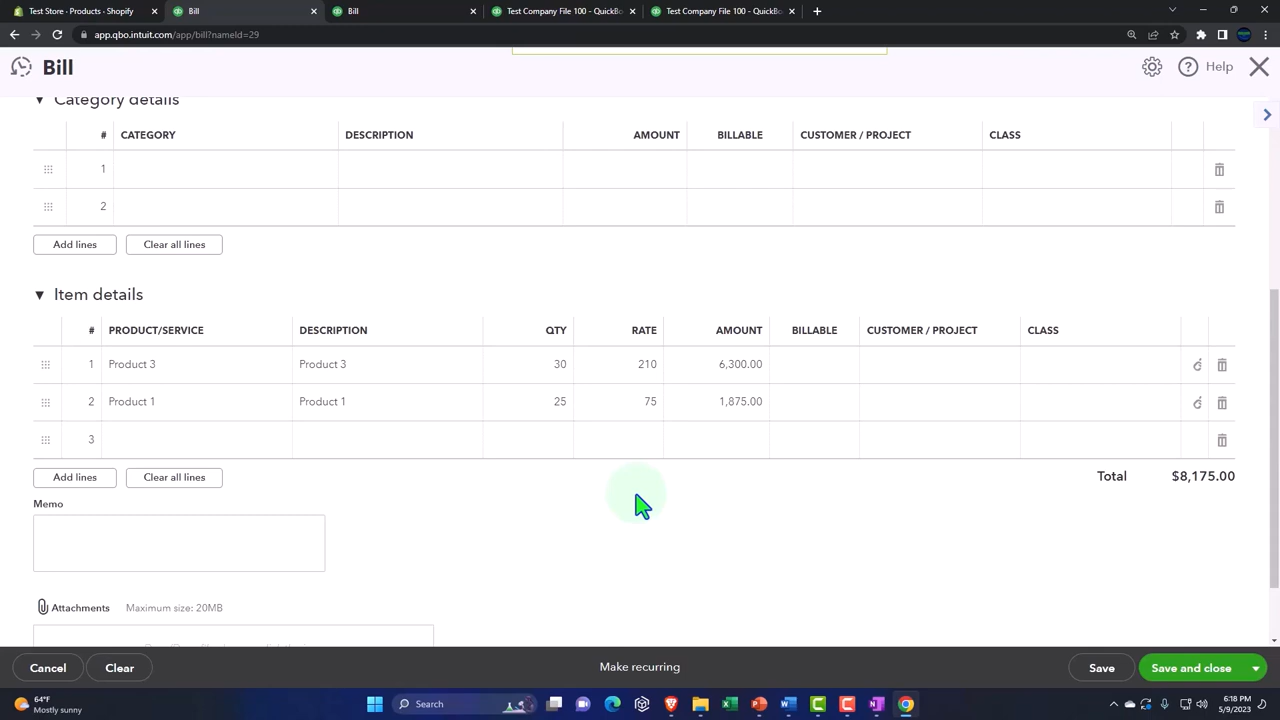 Test Store · Products · Shopify
Bill
Bill
Test Company File 100 - QuickBo
Test Company File 100 - QuickBo
app.qbo.intuit.com/app/bill?nameId=29
Bill
Help
Category details
# CATEGORY DESCRIPTION AMOUNT BILLABLE CUSTOMER / PROJECT CLASS
1
2
Add lines Clear all lines
Item details
# PRODUCT/SERVICE DESCRIPTION QTY RATE AMOUNT BILLABLE CUSTOMER / PROJECT CLASS
1 Product 3 Product 3 30 210 6,300.00
2 Product 1 Product 1 25 75 1,875.00
3
Add lines Clear all lines Total $8,175.00
Memo
Attachments Maximum size: 20MB
Cancel Clear Make recurring Save Save and close
64°F
Mostly sunny
Search
6:18 PM
5/9/2023